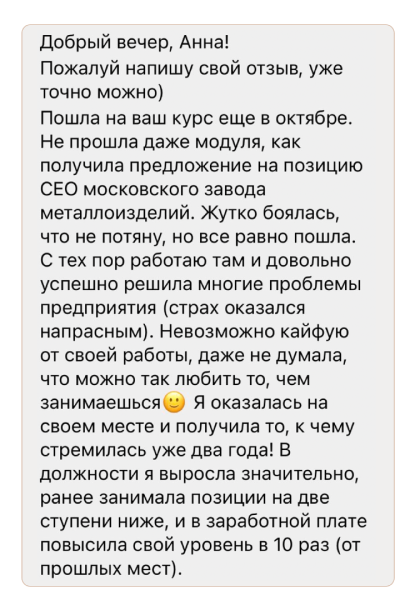 Добрый вечер, Анна!
Пожалуй напишу свой отзыв, уже
точно можно)
Пошла на ваш курс еще в октябре.
Не прошла даже модуля, как
получила предложение на позицию
СЕО московского завода
металлоизделий. Жутко боялась,
что не потяну, но все равно пошла.
С тех пор работаю там и довольно
успешно решила многие проблемы
предприятия (страх оказался
напрасным). Невозможно кайфую
от своей работы, даже не думала,
что можно так любить то, чем
занимаешься🙂 Я оказалась на
своем месте и получила то, к чему
стремилась уже два года! В
должности я выросла значительно,
ранее занимала позиции на две
ступени ниже, и в заработной плате
повысила свой уровень в 10 раз (от
прошлых мест).